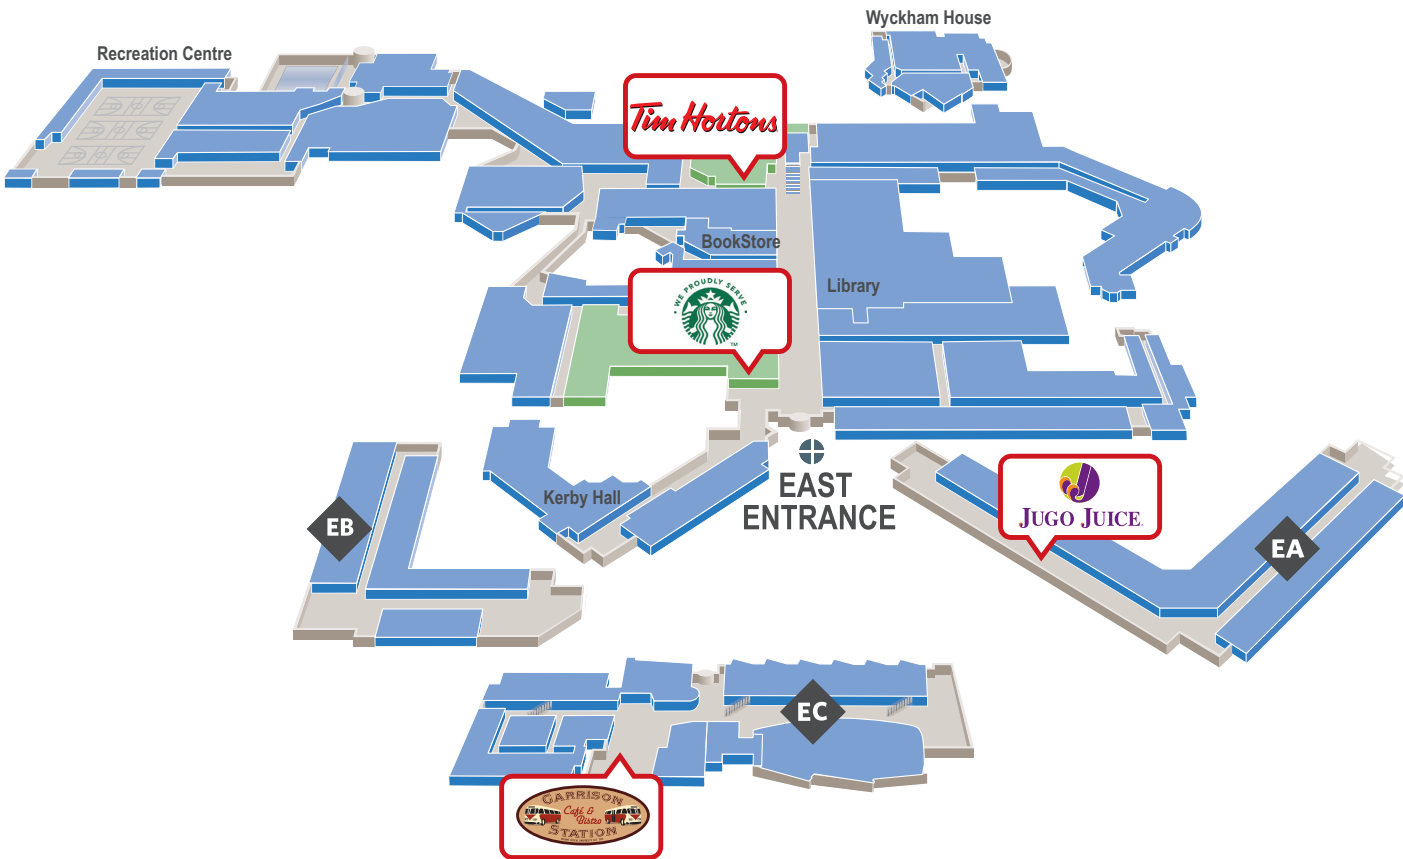 Wyckham House
Recreation Centre
Tim Hortons
BookStore
WE PROUDLY SERVE
TM
Library
Kerby Hall
EAST
ENTRANCE
JUGO JUICE
EB
EA
EC
GARRISON
Café &
Bistro
STATION